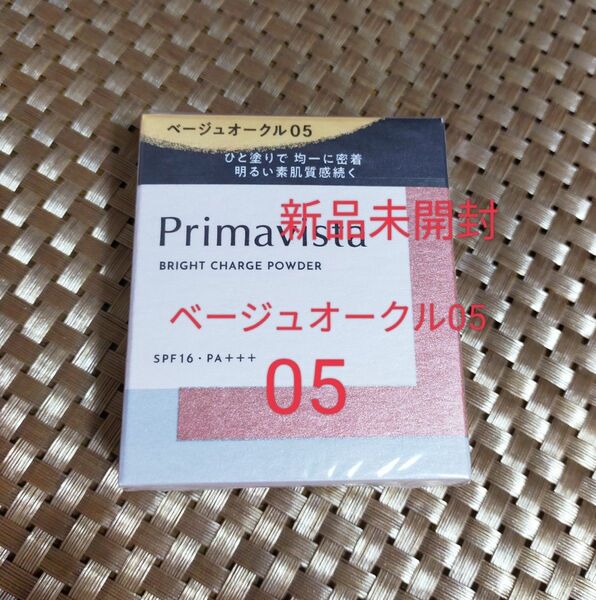 ベージュオークル05
ひと塗りで 均一に密着
明るい素肌質感続く
新品未開封
Primavista
BRIGHT CHARGE POWDER
ベージュオークル05
SPF16・PA+++
05